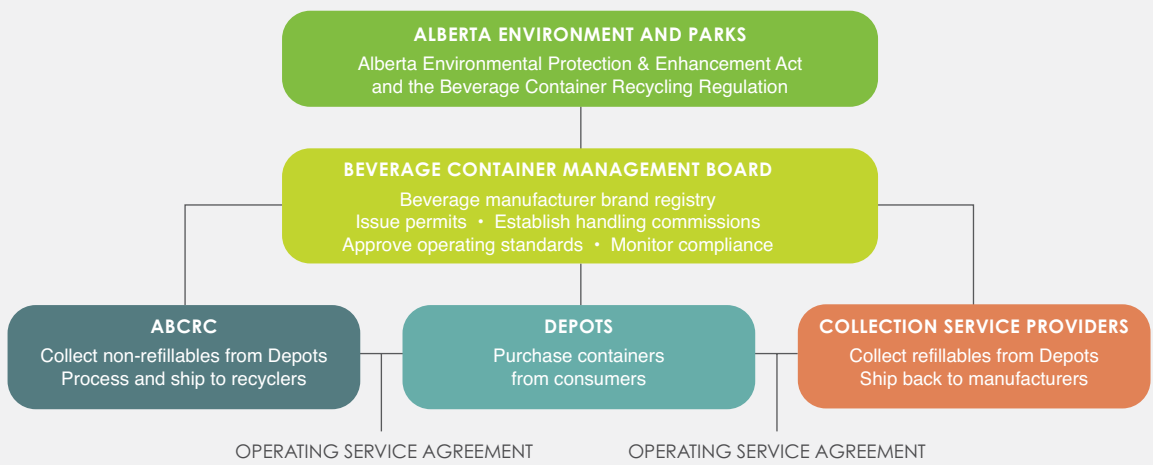 ALBERTA ENVIRONMENT AND PARKS
Alberta Environmental Protection & Enhancement Act
and the Beverage Container Recycling Regulation
BEVERAGE CONTAINER MANAGEMENT BOARD
Beverage manufacturer brand registry
Issue permits • Establish handling commissions
Approve operating standards • Monitor compliance
ABCRC
Collect non-refillables from Depots
Process and ship to recyclers
DEPOTS
Purchase containers
from consumers
COLLECTION SERVICE PROVIDERS
Collect refillables from Depots
Ship back to manufacturers
OPERATING SERVICE AGREEMENT
OPERATING SERVICE AGREEMENT